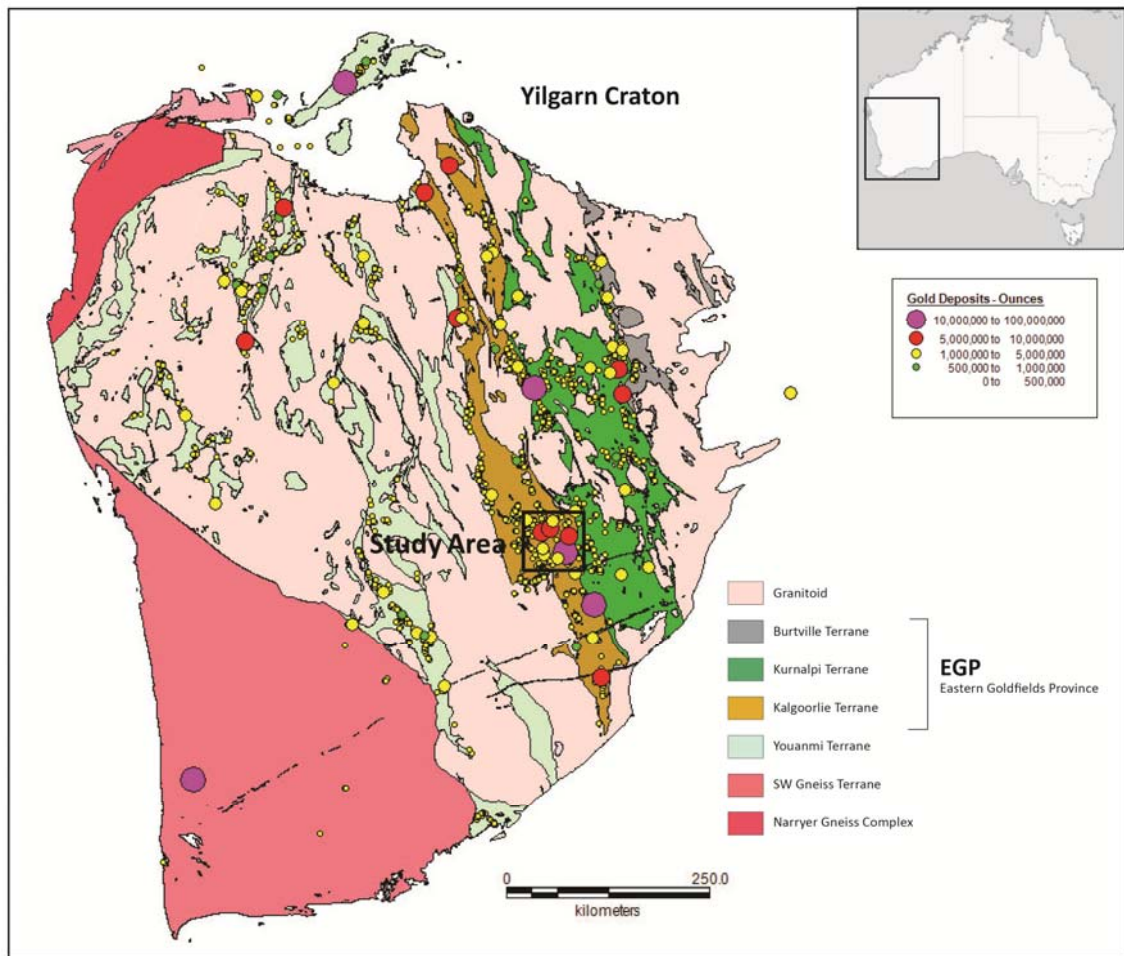 Yilgarn Craton
Gold Deposits - Ounces
10,000,000 to 100,000,000
5,000,000 to 10,000,000
1,000,000 to 5,000,000
500,000 to 1,000,000
0 to 500,000
Study Area
Granitoid
Burtville Terrane
Kurnalpi Terrane
Kalgoorlie Terrane
Youanmi Terrane
SW Gneiss Terrane
Narryer Gneiss Complex
EGP
Eastern Goldfields Province
0 250.0
kilometers